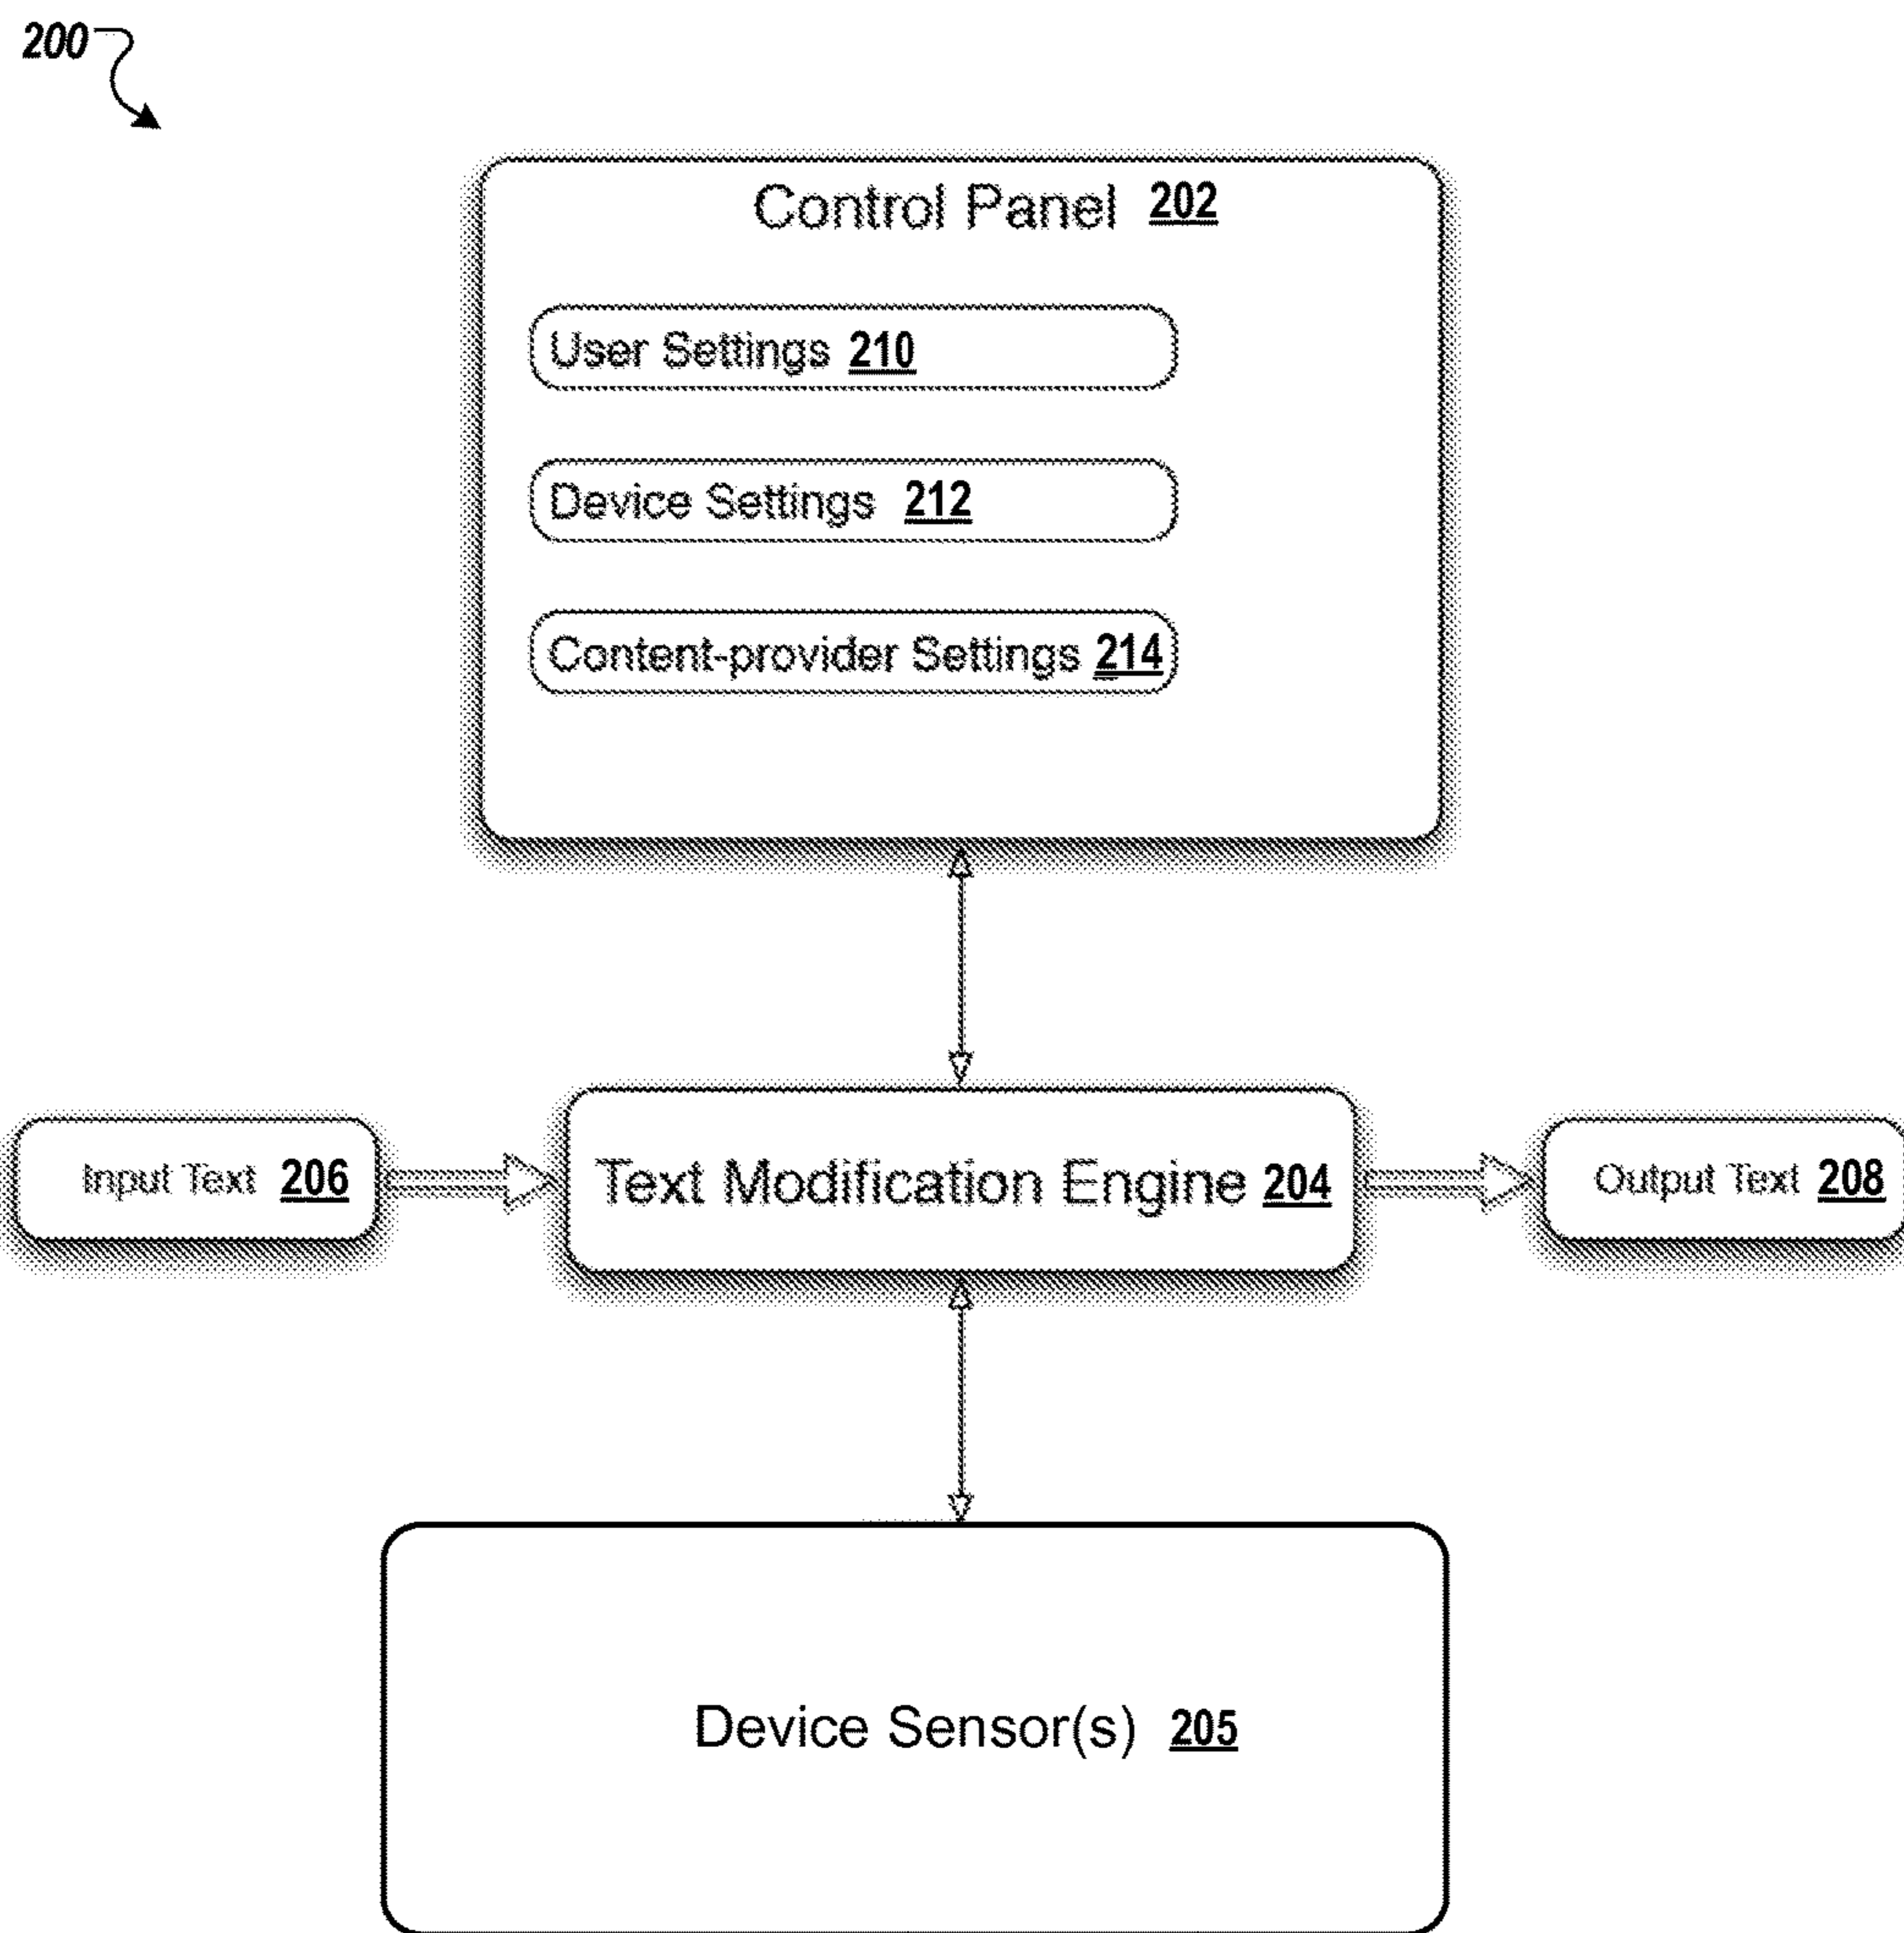 200
Control Panel 202
User Settings 210
Device Settings 212
Content-provider Settings 214
Input Text 206
Text Modification Engine 204
Output Text 208
Device Sensor(s) 205